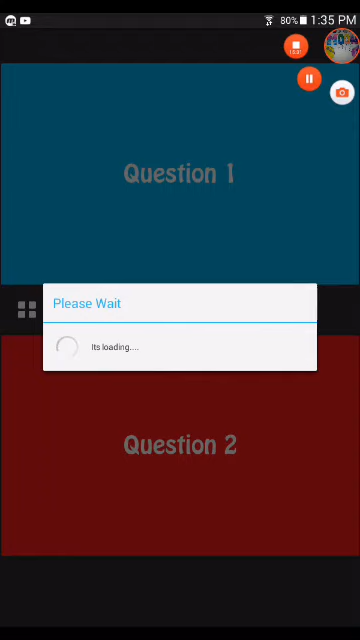 80% 1:35 PM
Question 1
Please Wait
Its loading....
Question 2